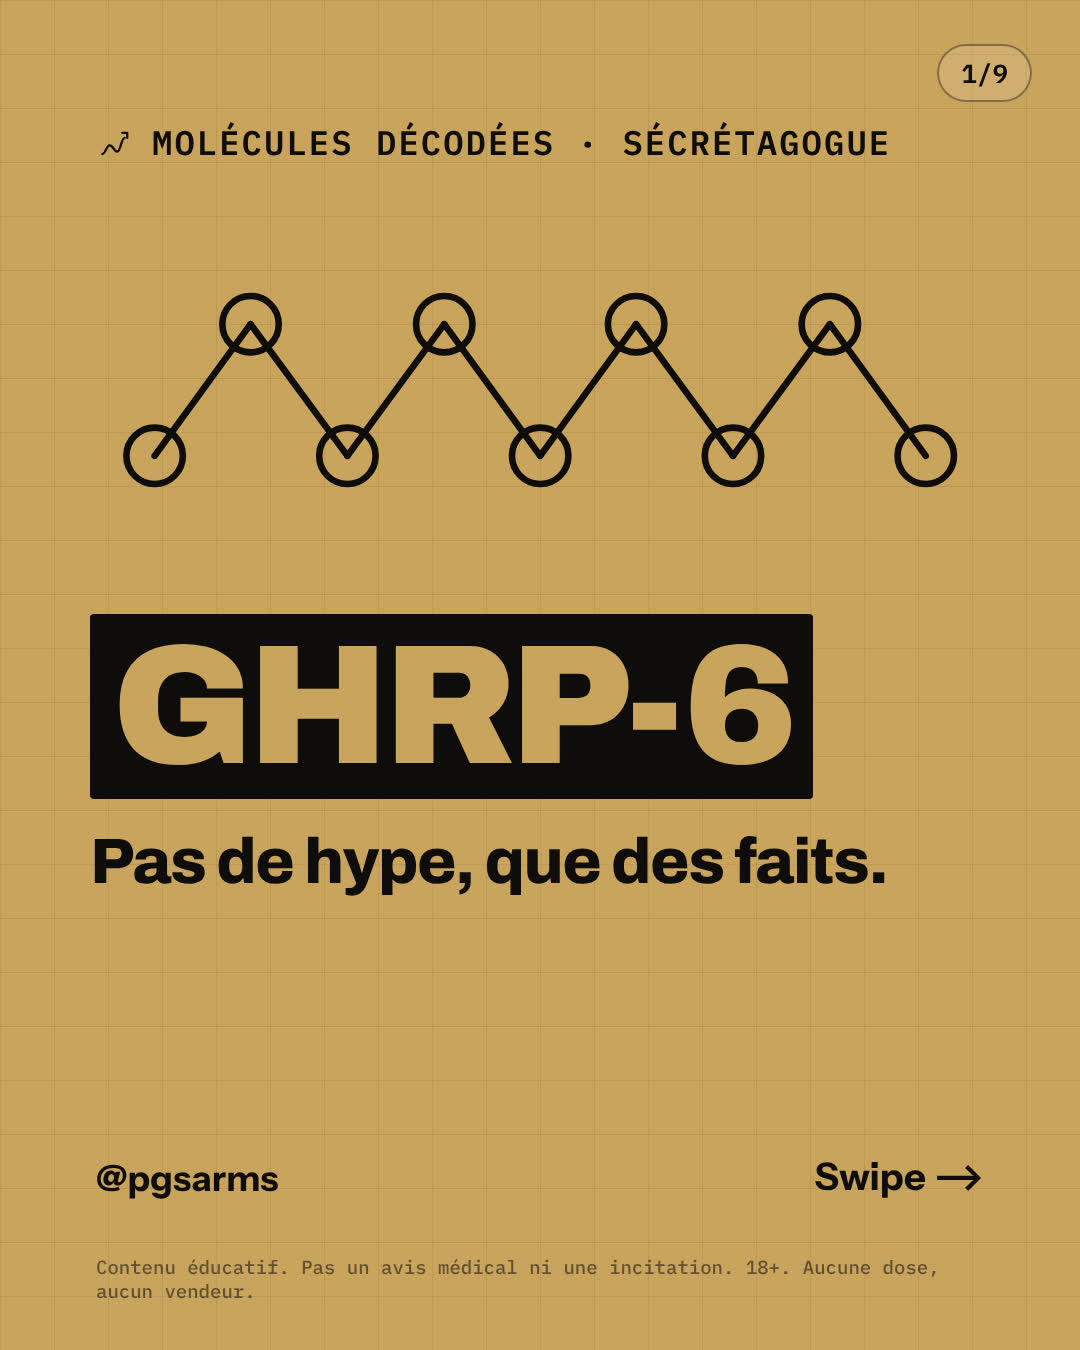 1/9
MOLÉCULES DÉCODÉES · SÉCRÉTAGOGUE
GHRP-6
Pas de hype, que des faits.
@pgsarms
Swipe →
Contenu éducatif. Pas un avis médical ni une incitation. 18+. Aucune dose,
aucun vendeur.